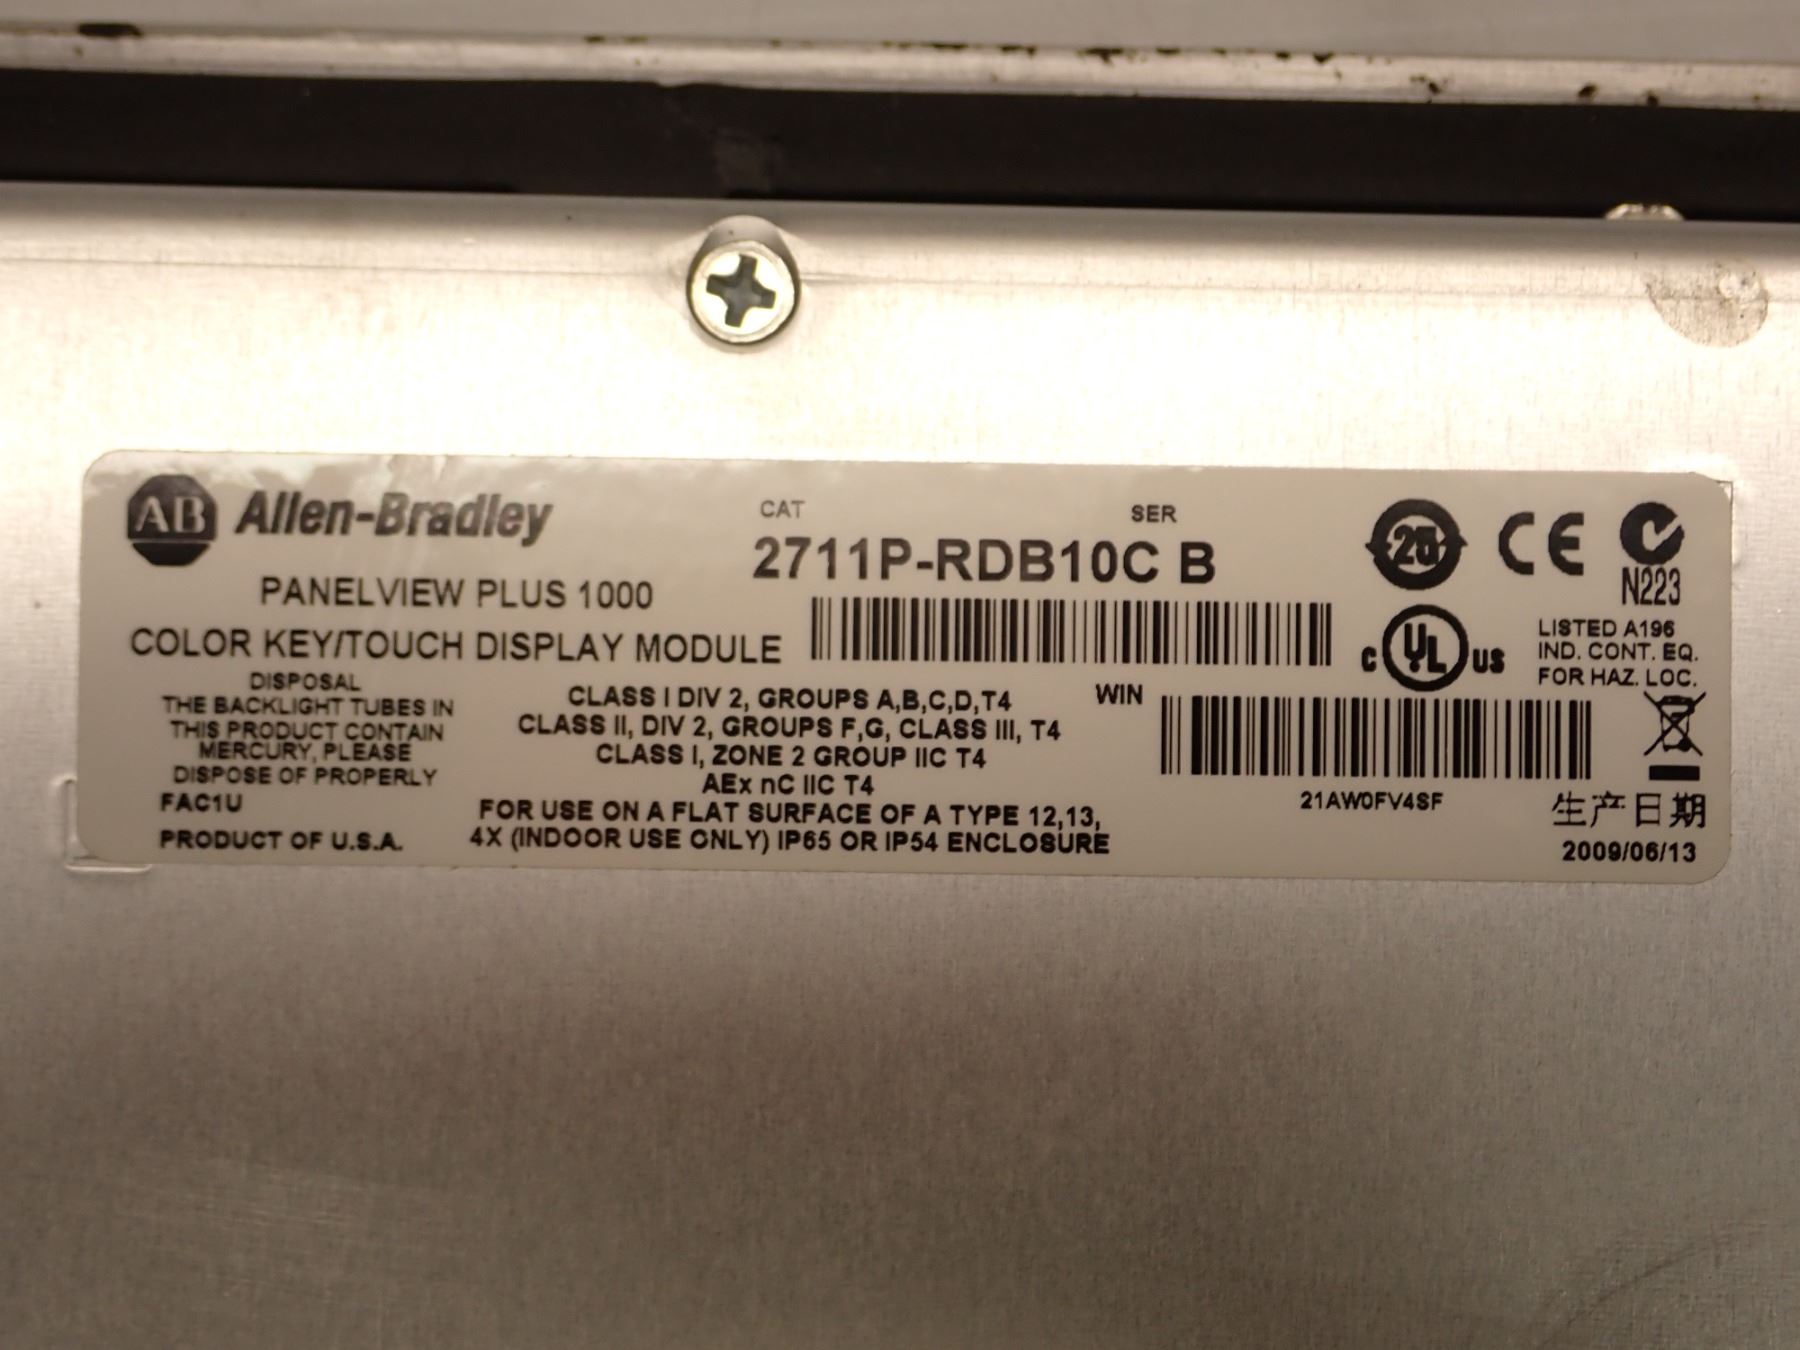 AB Allen-Bradley
PANELVIEW PLUS 1000
COLOR KEY/TOUCH DISPLAY MODULE
DISPOSAL
THE BACKLIGHT TUBES IN
THIS PRODUCT CONTAIN
MERCURY, PLEASE
DISPOSE OF PROPERLY
FAC1U
PRODUCT OF U.S.A.
CAT SER
2711P-RDB10C B
CLASS I DIV 2, GROUPS A,B,C,D,T4
CLASS II, DIV 2, GROUPS F,G, CLASS III, T4
CLASS I, ZONE 2 GROUP IIC T4
AEx nC IIC T4
FOR USE ON A FLAT SURFACE OF A TYPE 12,13,
4X (INDOOR USE ONLY) IP65 OR IP54 ENCLOSURE
WIN
21AW0FV4SF
25 CE
N223
C UL US
LISTED A196
IND. CONT. EQ.
FOR HAZ. LOC.
生产日期
2009/06/13